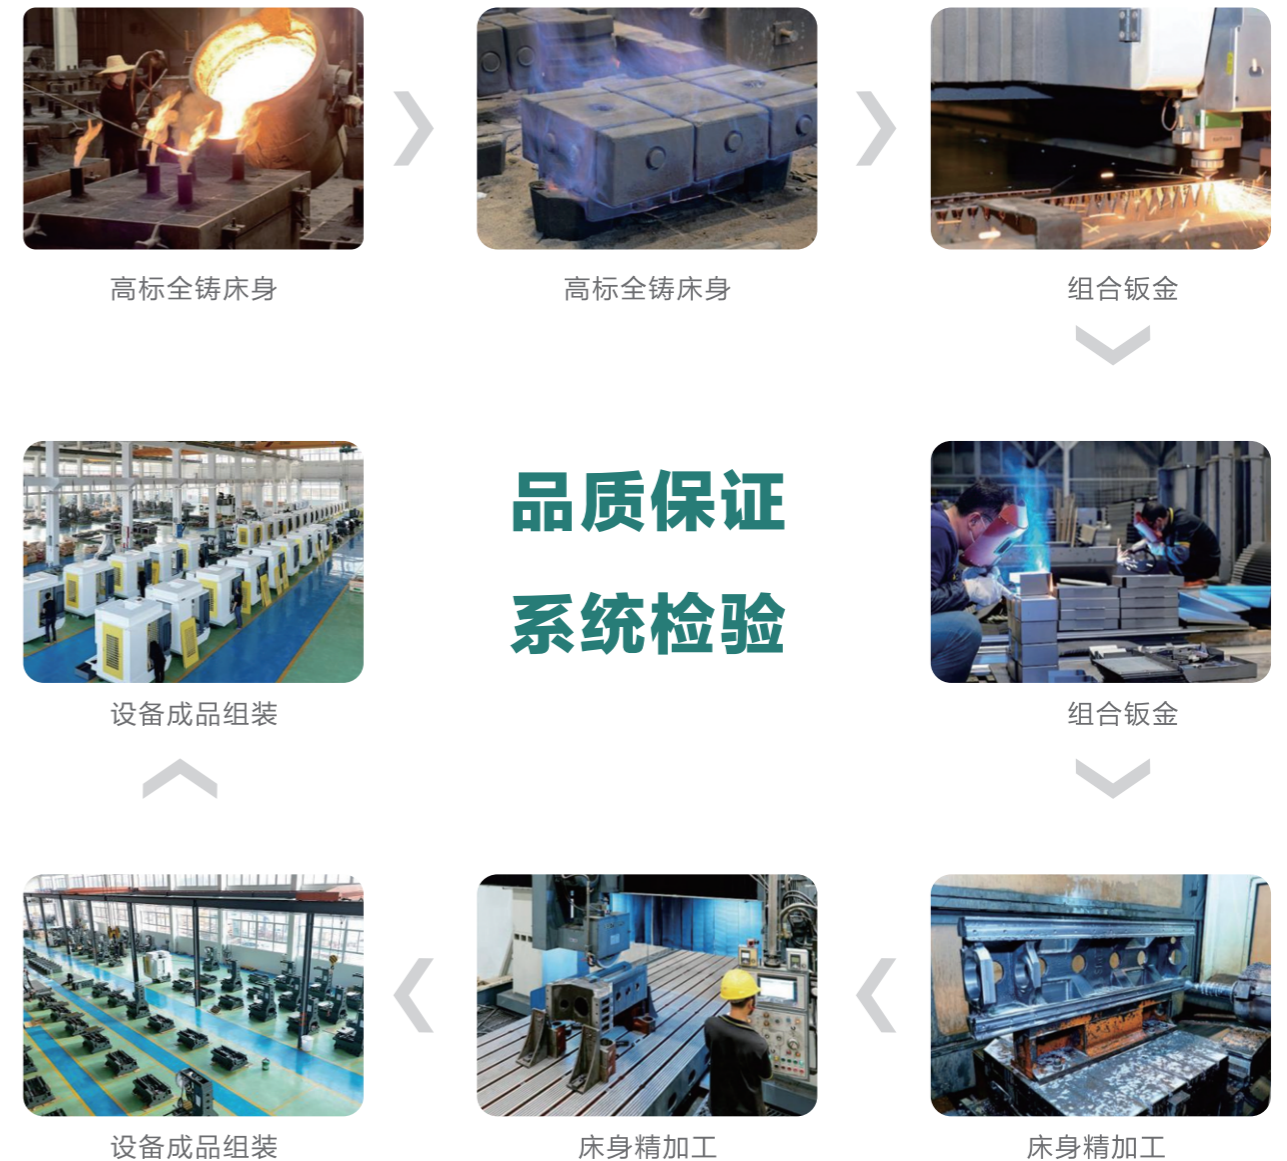 高标全铸床身
高标全铸床身
组合钣金
品质保证
系统检验
设备成品组装
组合钣金
设备成品组装
床身精加工
床身精加工